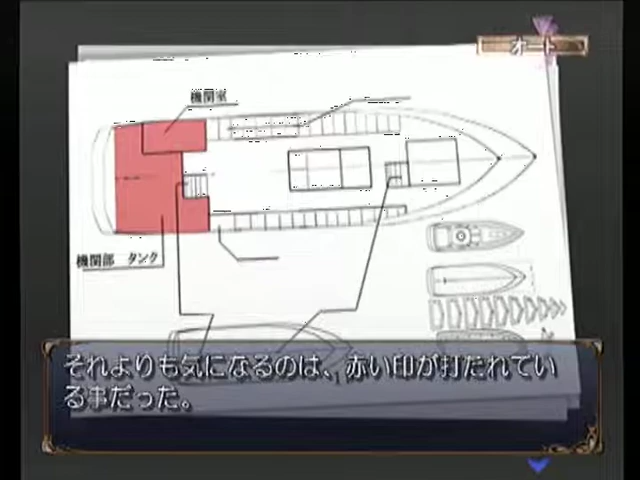 オート
機関室
機関部 タンク
それよりも気になるのは、赤い印が打たれてい
る事だった。